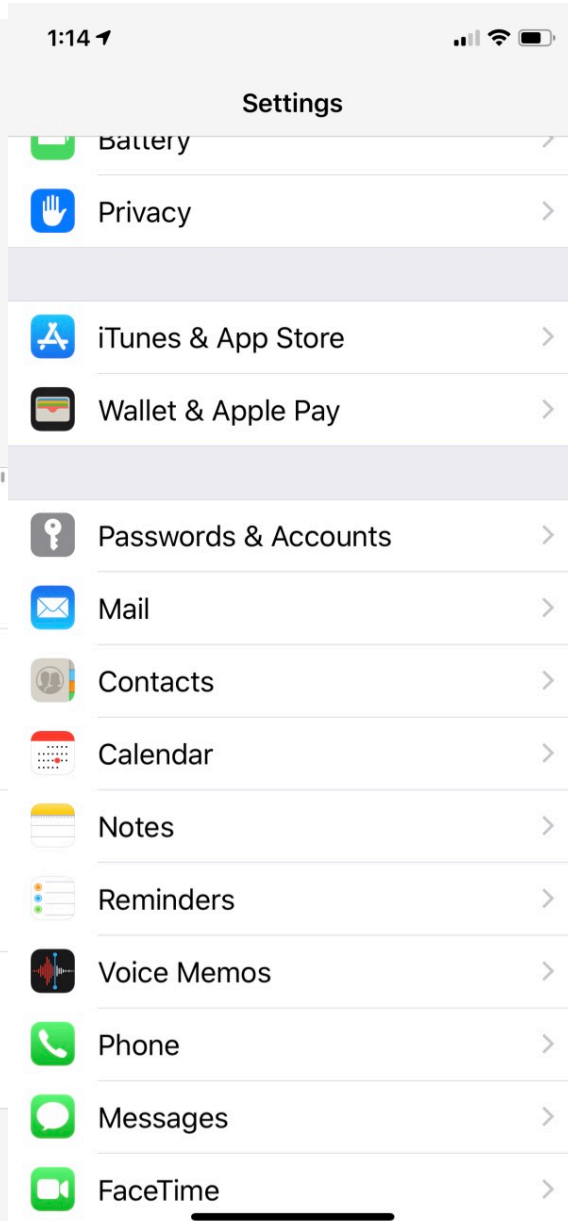 1:14
Settings
Battery
Privacy
iTunes & App Store
Wallet & Apple Pay
Passwords & Accounts
Mail
Contacts
Calendar
Notes
Reminders
Voice Memos
Phone
Messages
FaceTime